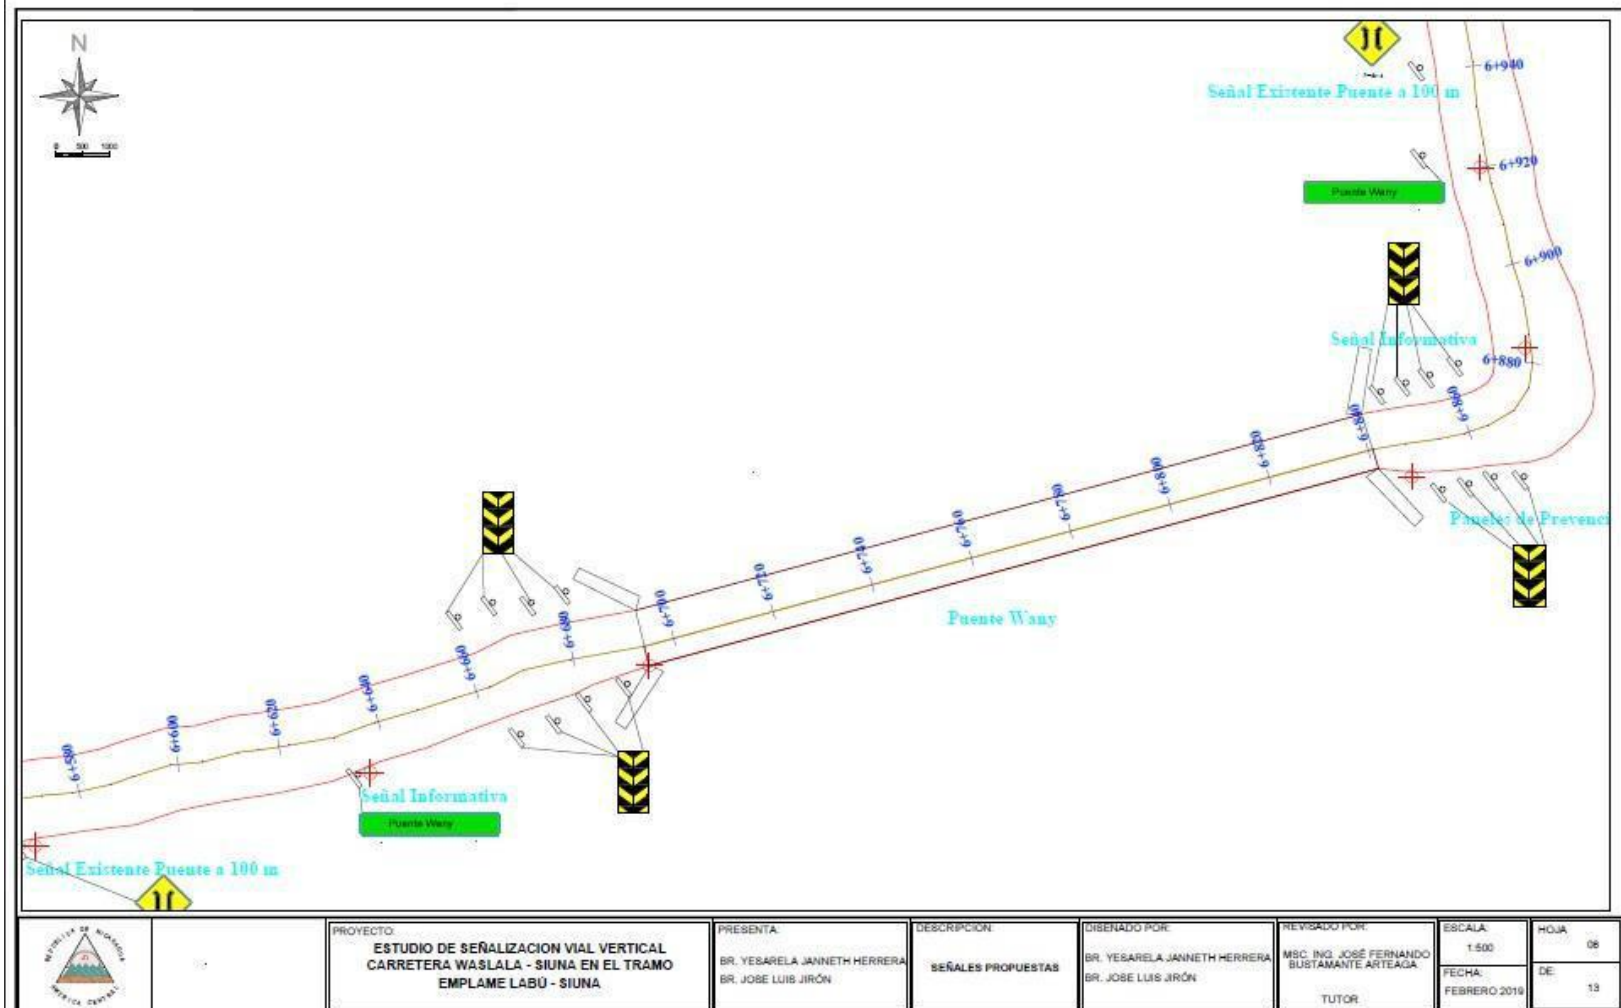 N
0 500 1000
6+940
Señal Existente Puente a 100 m
6+920
Puente Wany
6+900
Señal Informativa
6+880
6+860
6+840
6+820
6+800
6+780
6+760
6+740
6+720
6+700
6+680
6+660
6+640
6+620
6+600
6+580
Paneles de Prevenci
Puente Wany
Señal Informativa
Puente Wany
Señal Existente Puente a 100 m
REPUBLICA DE NICARAGUA
AMERICA CENTRAL
PROYECTO:
ESTUDIO DE SEÑALIZACION VIAL VERTICAL
CARRETERA WASLALA - SIUNA EN EL TRAMO
EMPLAME LABÚ - SIUNA
PRESENTA:
BR. YESARELA JANNETH HERRERA
BR. JOSE LUIS JIRÓN
DESCRIPCION:
SEÑALES PROPUESTAS
DISENADO POR:
BR. YESARELA JANNETH HERRERA
BR. JOSE LUIS JIRÓN
REVISADO POR:
MSC. ING. JOSÉ FERNANDO
BUSTAMANTE ARTEAGA
TUTOR
ESCALA:
1:500
FECHA:
FEBRERO 2019
HOJA
08
DE:
13